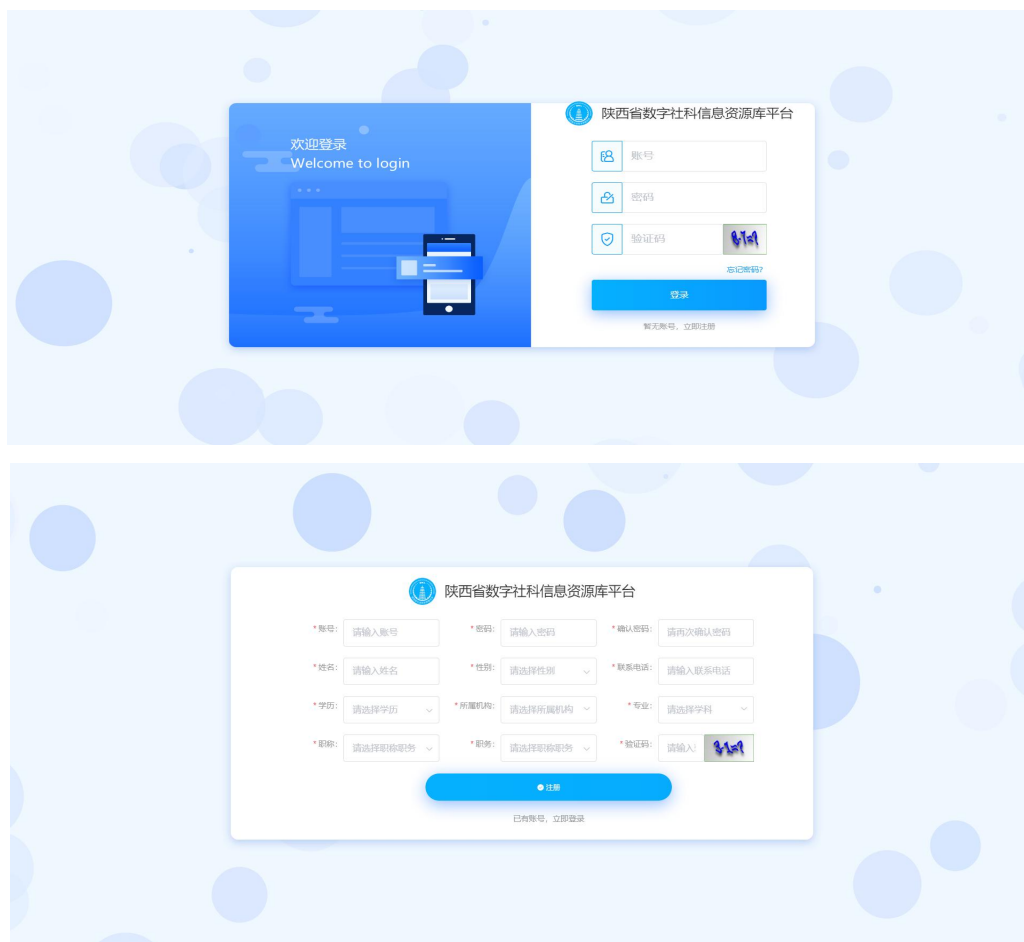 陕西省数字社科信息资源库平台
欢迎登录
Welcome to login
账号
密码
验证码 8-7=?
忘记密码?
登录
暂无账号，立即注册
陕西省数字社科信息资源库平台
*账号： 请输入账号 *密码： 请输入密码 *确认密码： 请再次确认密码
*姓名： 请输入姓名 *性别： 请选择性别 *联系电话： 请输入联系电话
*学历： 请选择学历 *所属机构： 请选择所属机构 *专业： 请选择学科
*职称： 请选择职称职务 *职务： 请选择职称职务 *验证码： 请输入 3-1=?
注册
已有账号，立即登录